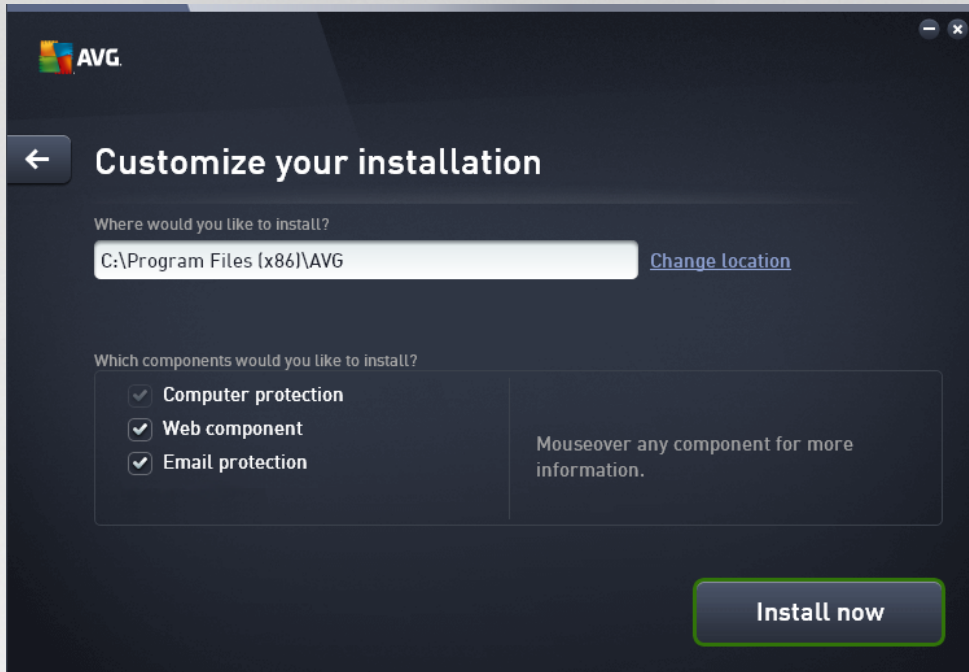 AVG.
Customize your installation
Where would you like to install?
C:\Program Files (x86)\AVG
Change location
Which components would you like to install?
Computer protection
Web component
Email protection
Mouseover any component for more
information.
Install now